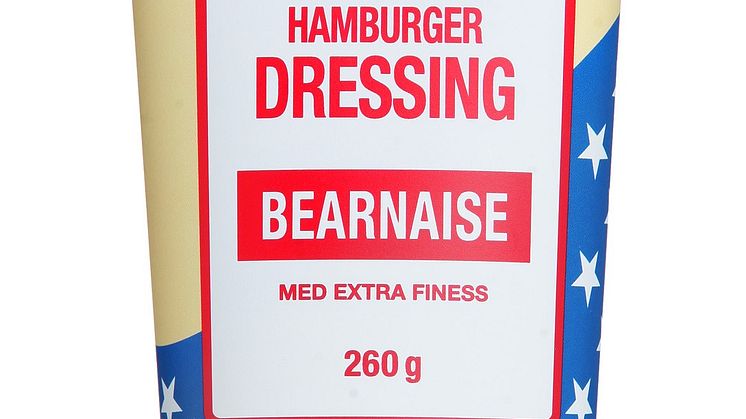 HAMBURGER
DRESSING
BEARNAISE
MED EXTRA FINESS
260 g